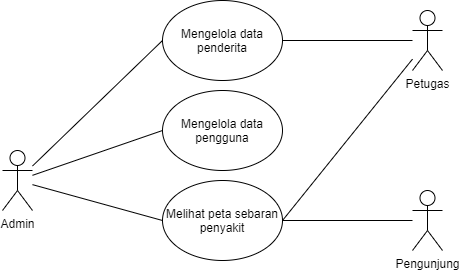 Mengelola data
penderita
Petugas
Mengelola data
pengguna
Admin
Melihat peta sebaran
penyakit
Pengunjung